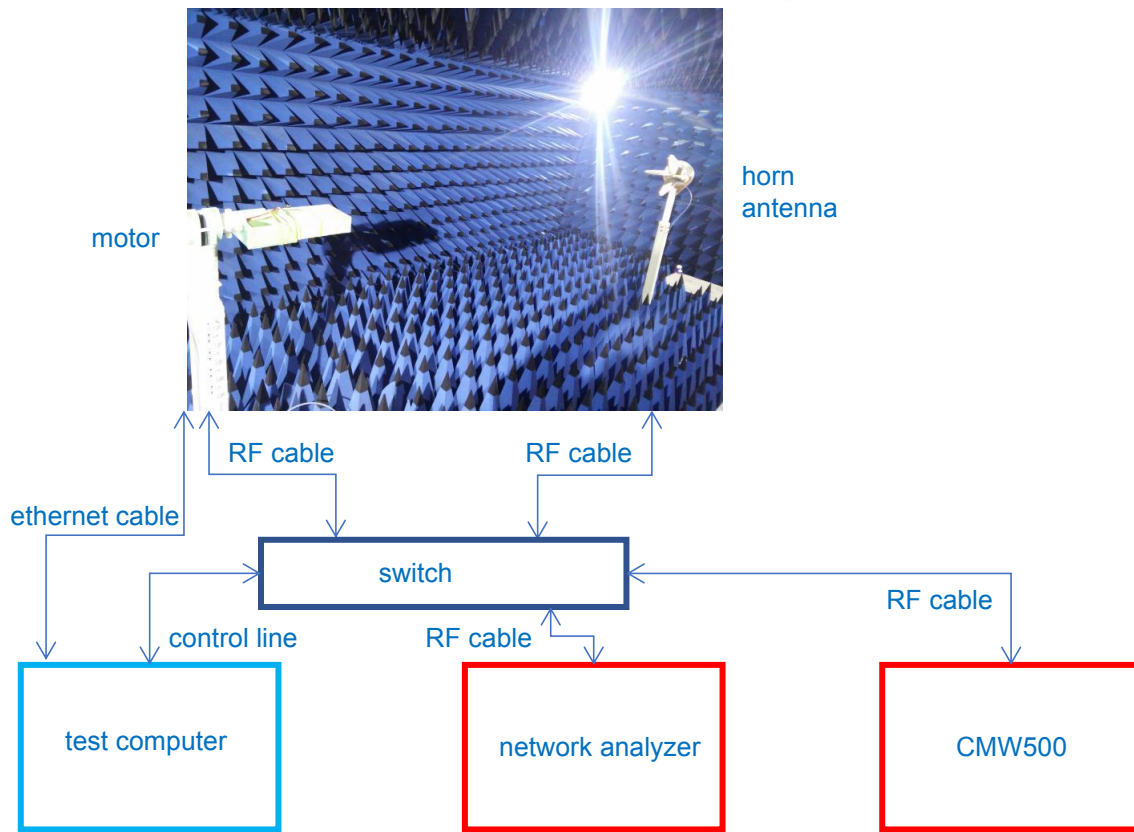 horn
antenna
motor
RF cable
RF cable
ethernet cable
switch
RF cable
control line
RF cable
test computer
network analyzer
CMW500